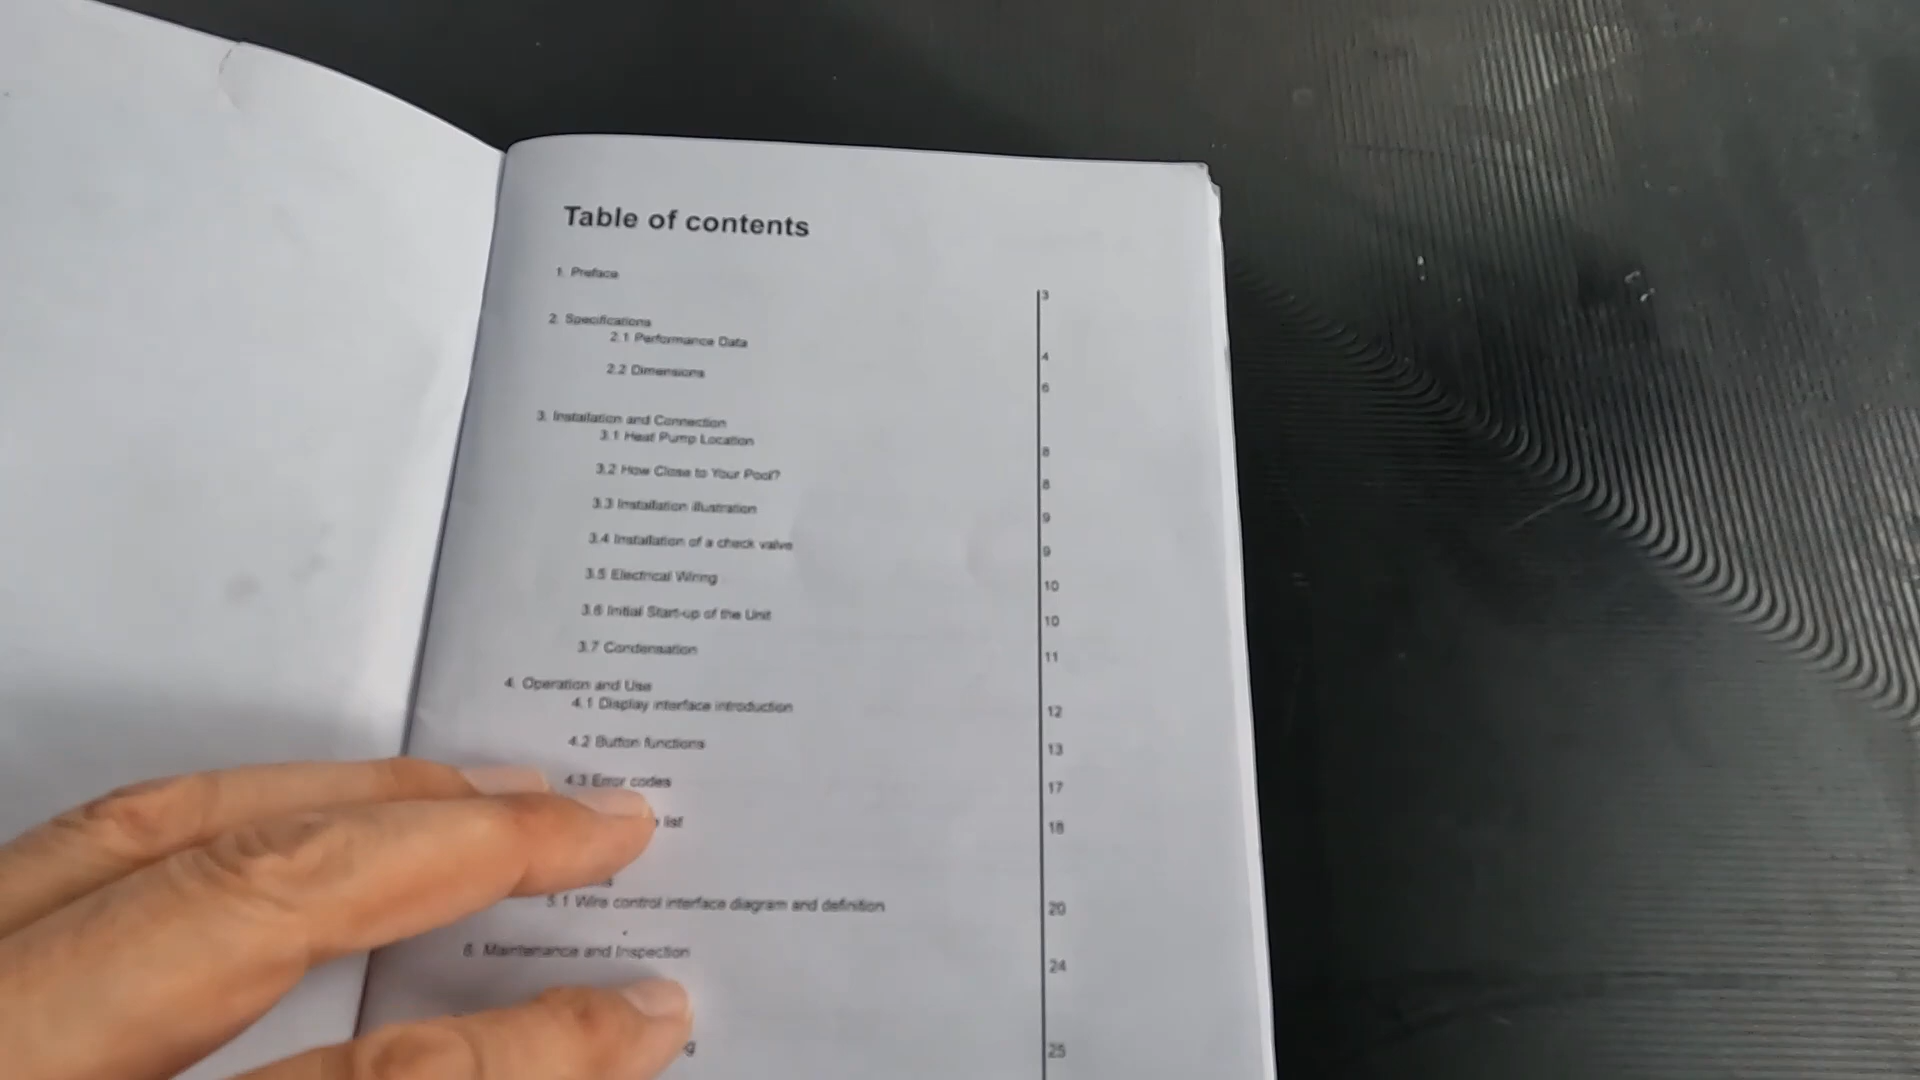 Table of contents
1. Preface 3
2. Specifications
2.1 Performance Data 4
2.2 Dimensions 6
3. Installation and Connection
3.1 Heat Pump Location 8
3.2 How Close to Your Pool? 8
3.3 Installation illustration 9
3.4 Installation of a check valve 9
3.5 Electrical Wiring 10
3.6 Initial Start-up of the Unit 10
3.7 Condensation 11
4. Operation and Use
4.1 Display interface introduction 12
4.2 Button functions 13
4.3 Error codes 17
list 18
5.1 Wire control interface diagram and definition 20
6. Maintenance and Inspection 24
25